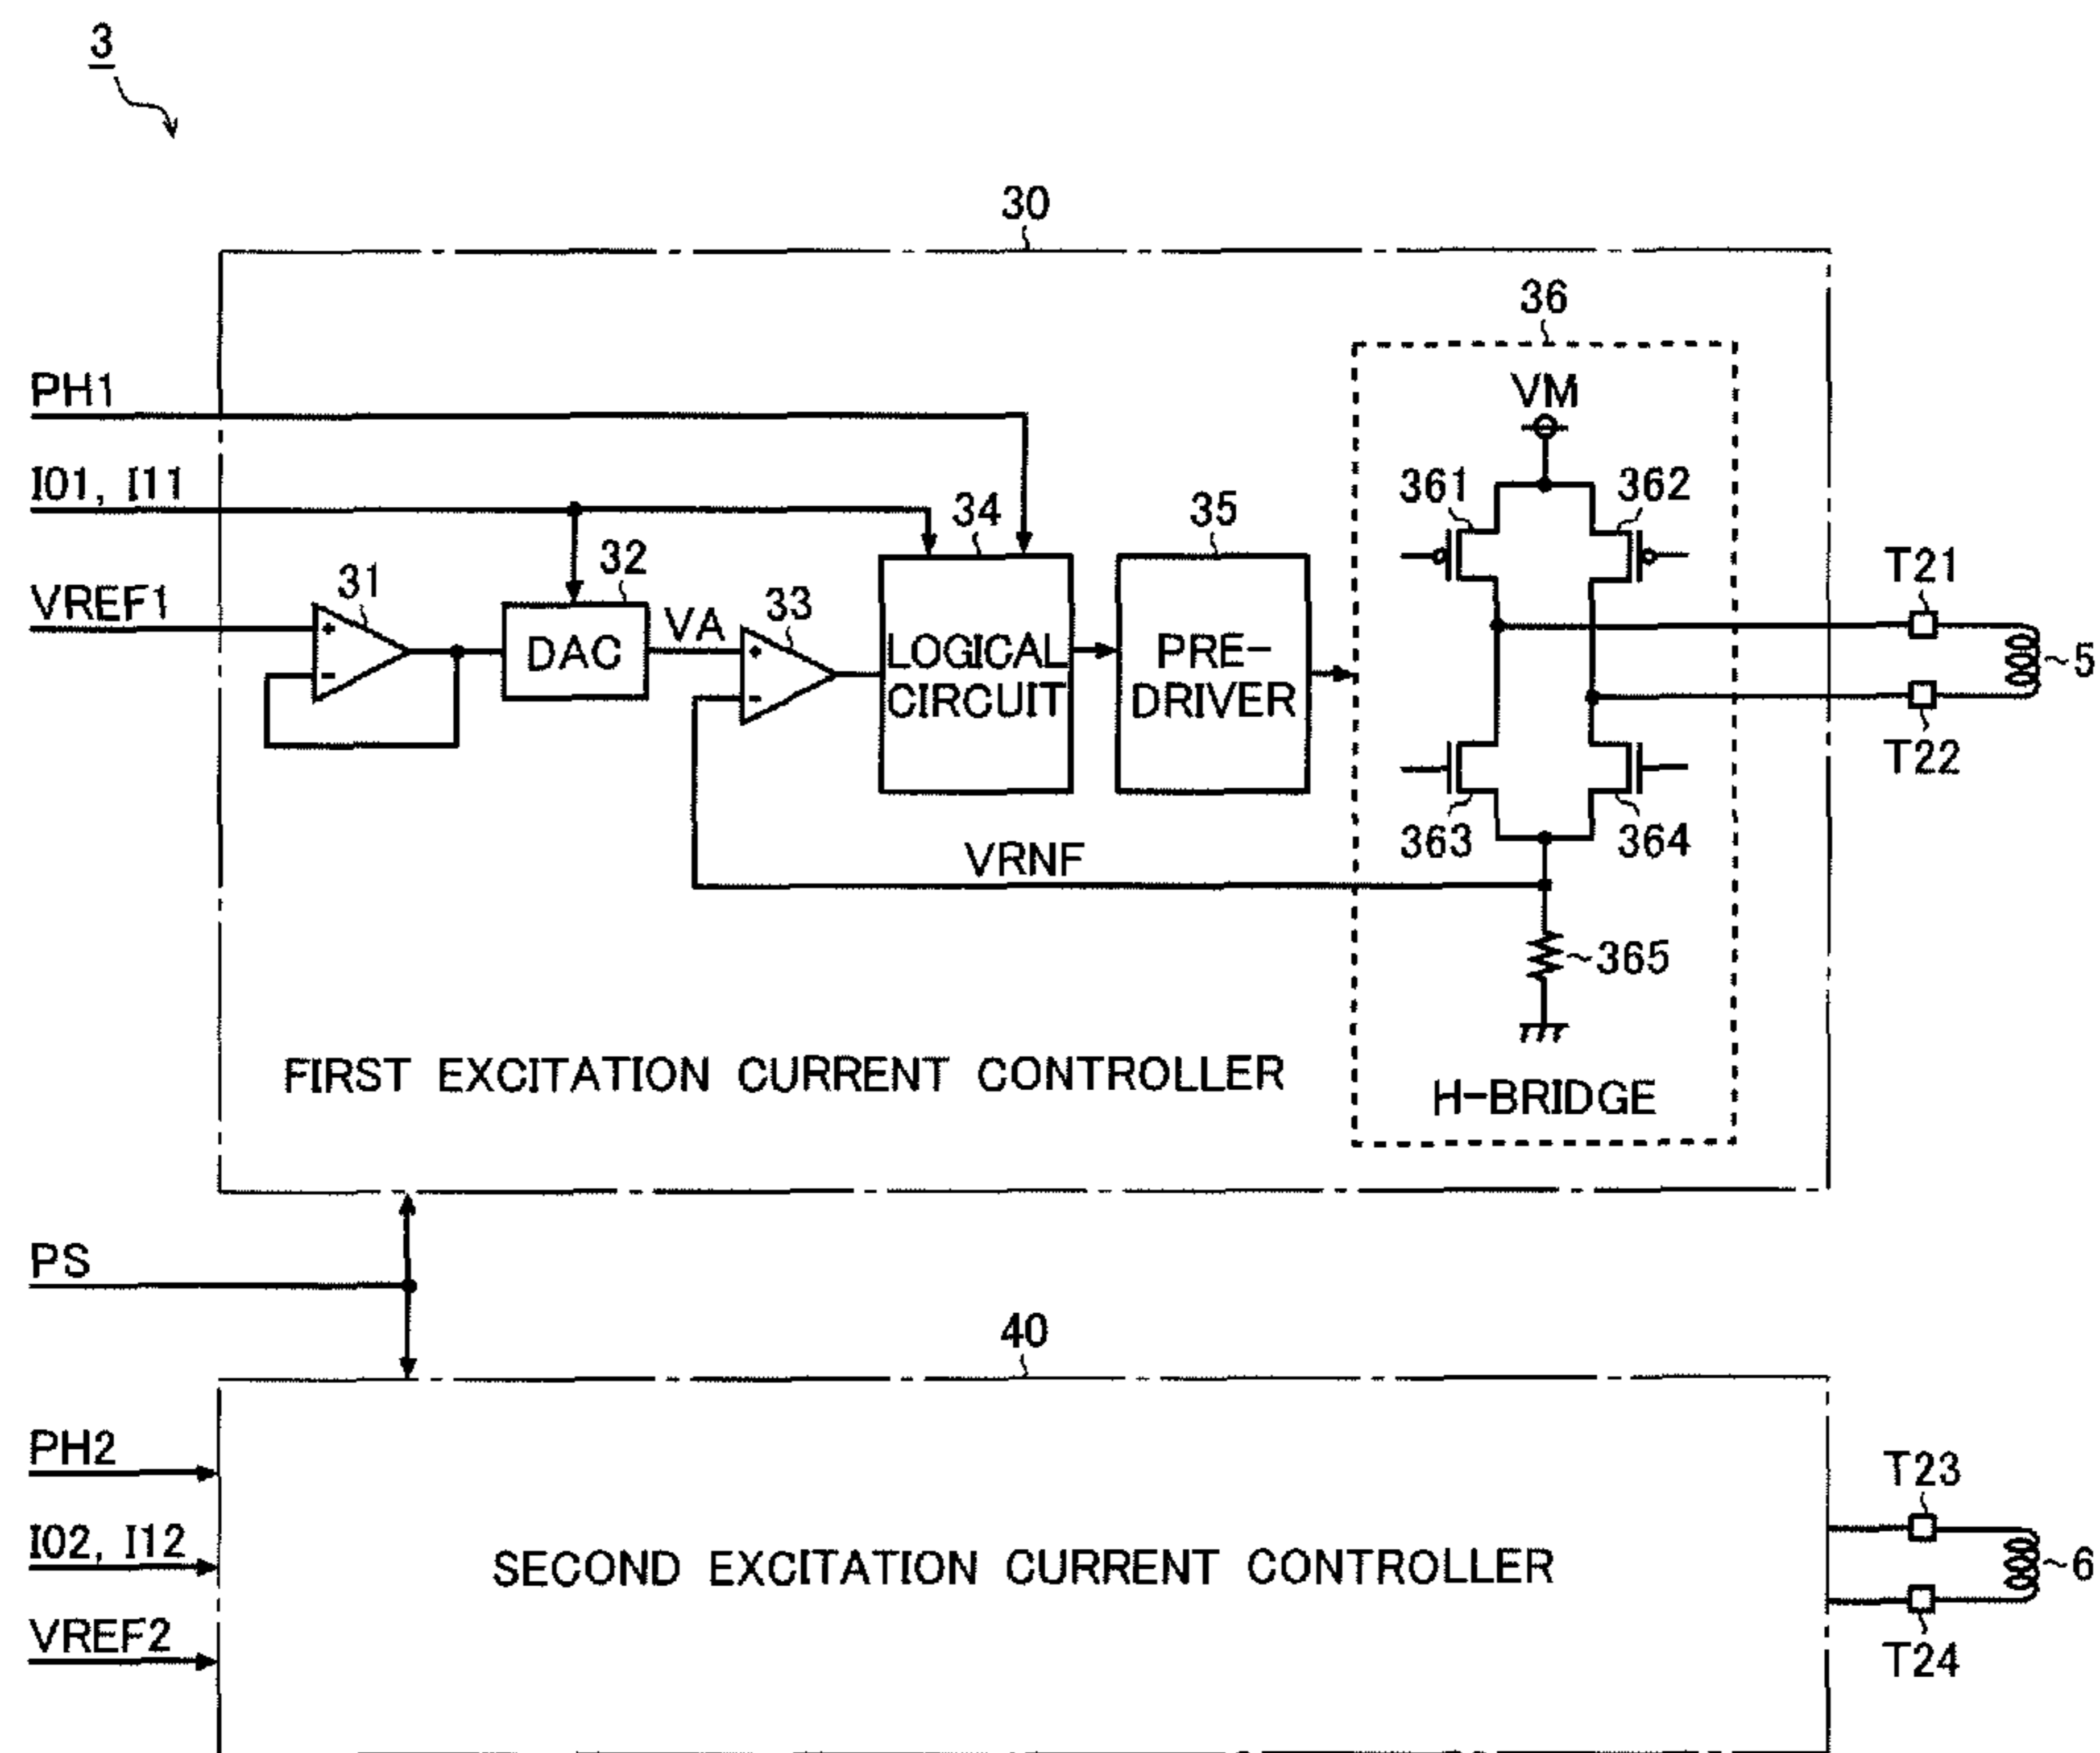 3
30
36
PH1
VM
I01, I11
361
362
34
35
32
31
VREF1
33
T21
VA
DAC
LOGICAL
CIRCUIT
PRE-
DRIVER
~5
T22
363
364
VRNF
~365
FIRST EXCITATION CURRENT CONTROLLER
H-BRIDGE
PS
40
PH2
T23
I02, I12
SECOND EXCITATION CURRENT CONTROLLER
~6
VREF2
T24